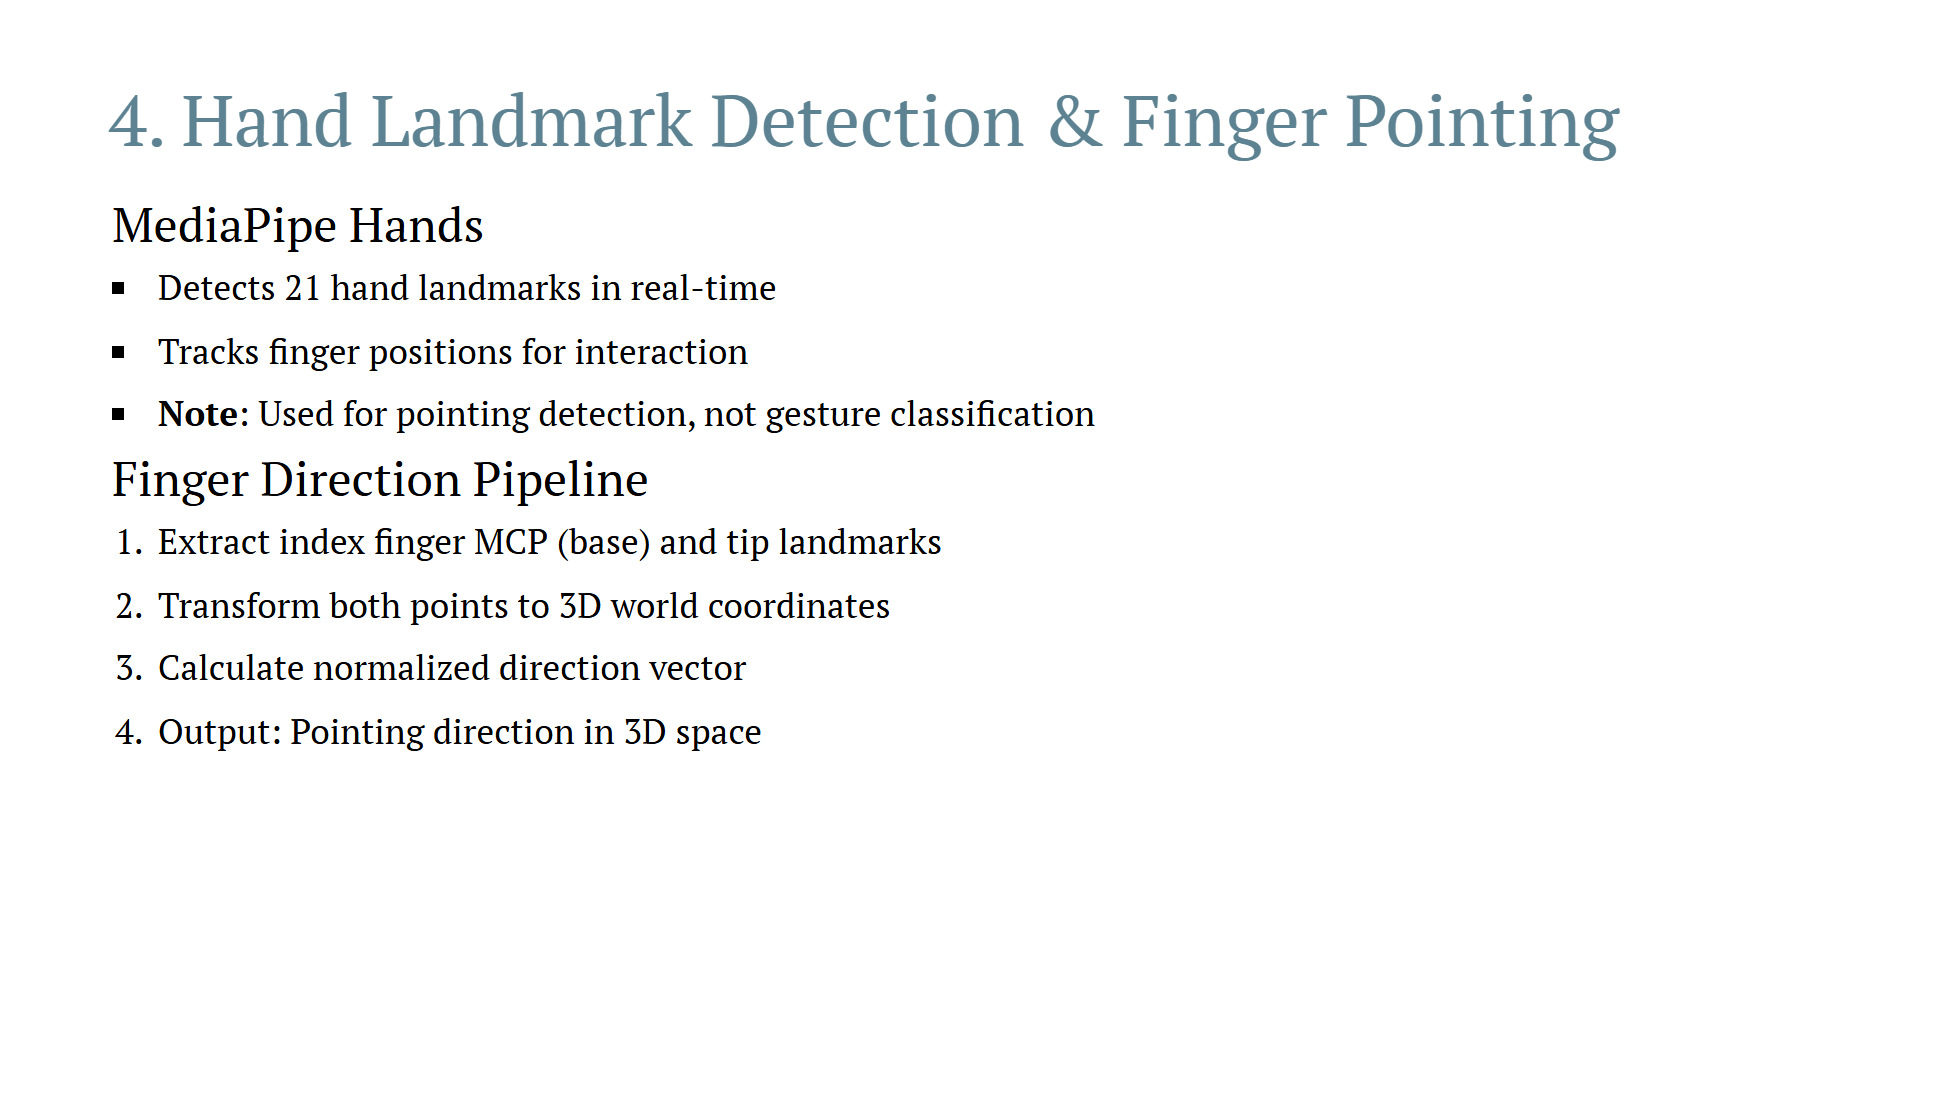 4. Hand Landmark Detection & Finger Pointing
MediaPipe Hands
▪ Detects 21 hand landmarks in real-time
▪ Tracks finger positions for interaction
▪ Note: Used for pointing detection, not gesture classification
Finger Direction Pipeline
1. Extract index finger MCP (base) and tip landmarks
2. Transform both points to 3D world coordinates
3. Calculate normalized direction vector
4. Output: Pointing direction in 3D space